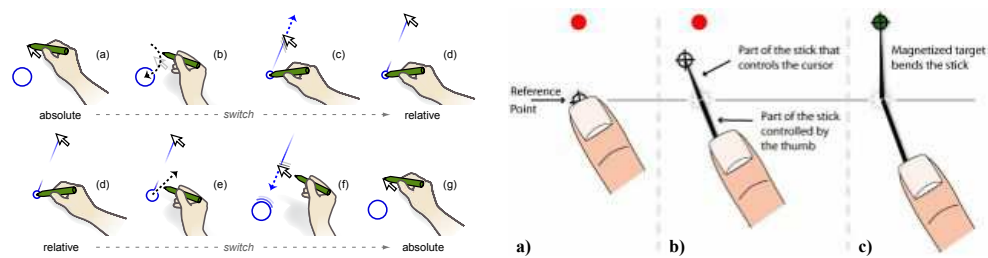 (a)
(b)
(c)
(d)
absolute
switch
relative
(d)
(e)
(f)
(g)
relative
switch
absolute
Reference
Point
Part of the stick that
controls the cursor
Part of the stick
controlled by
the thumb
Magnetized target
bends the stick
a)
b)
c)